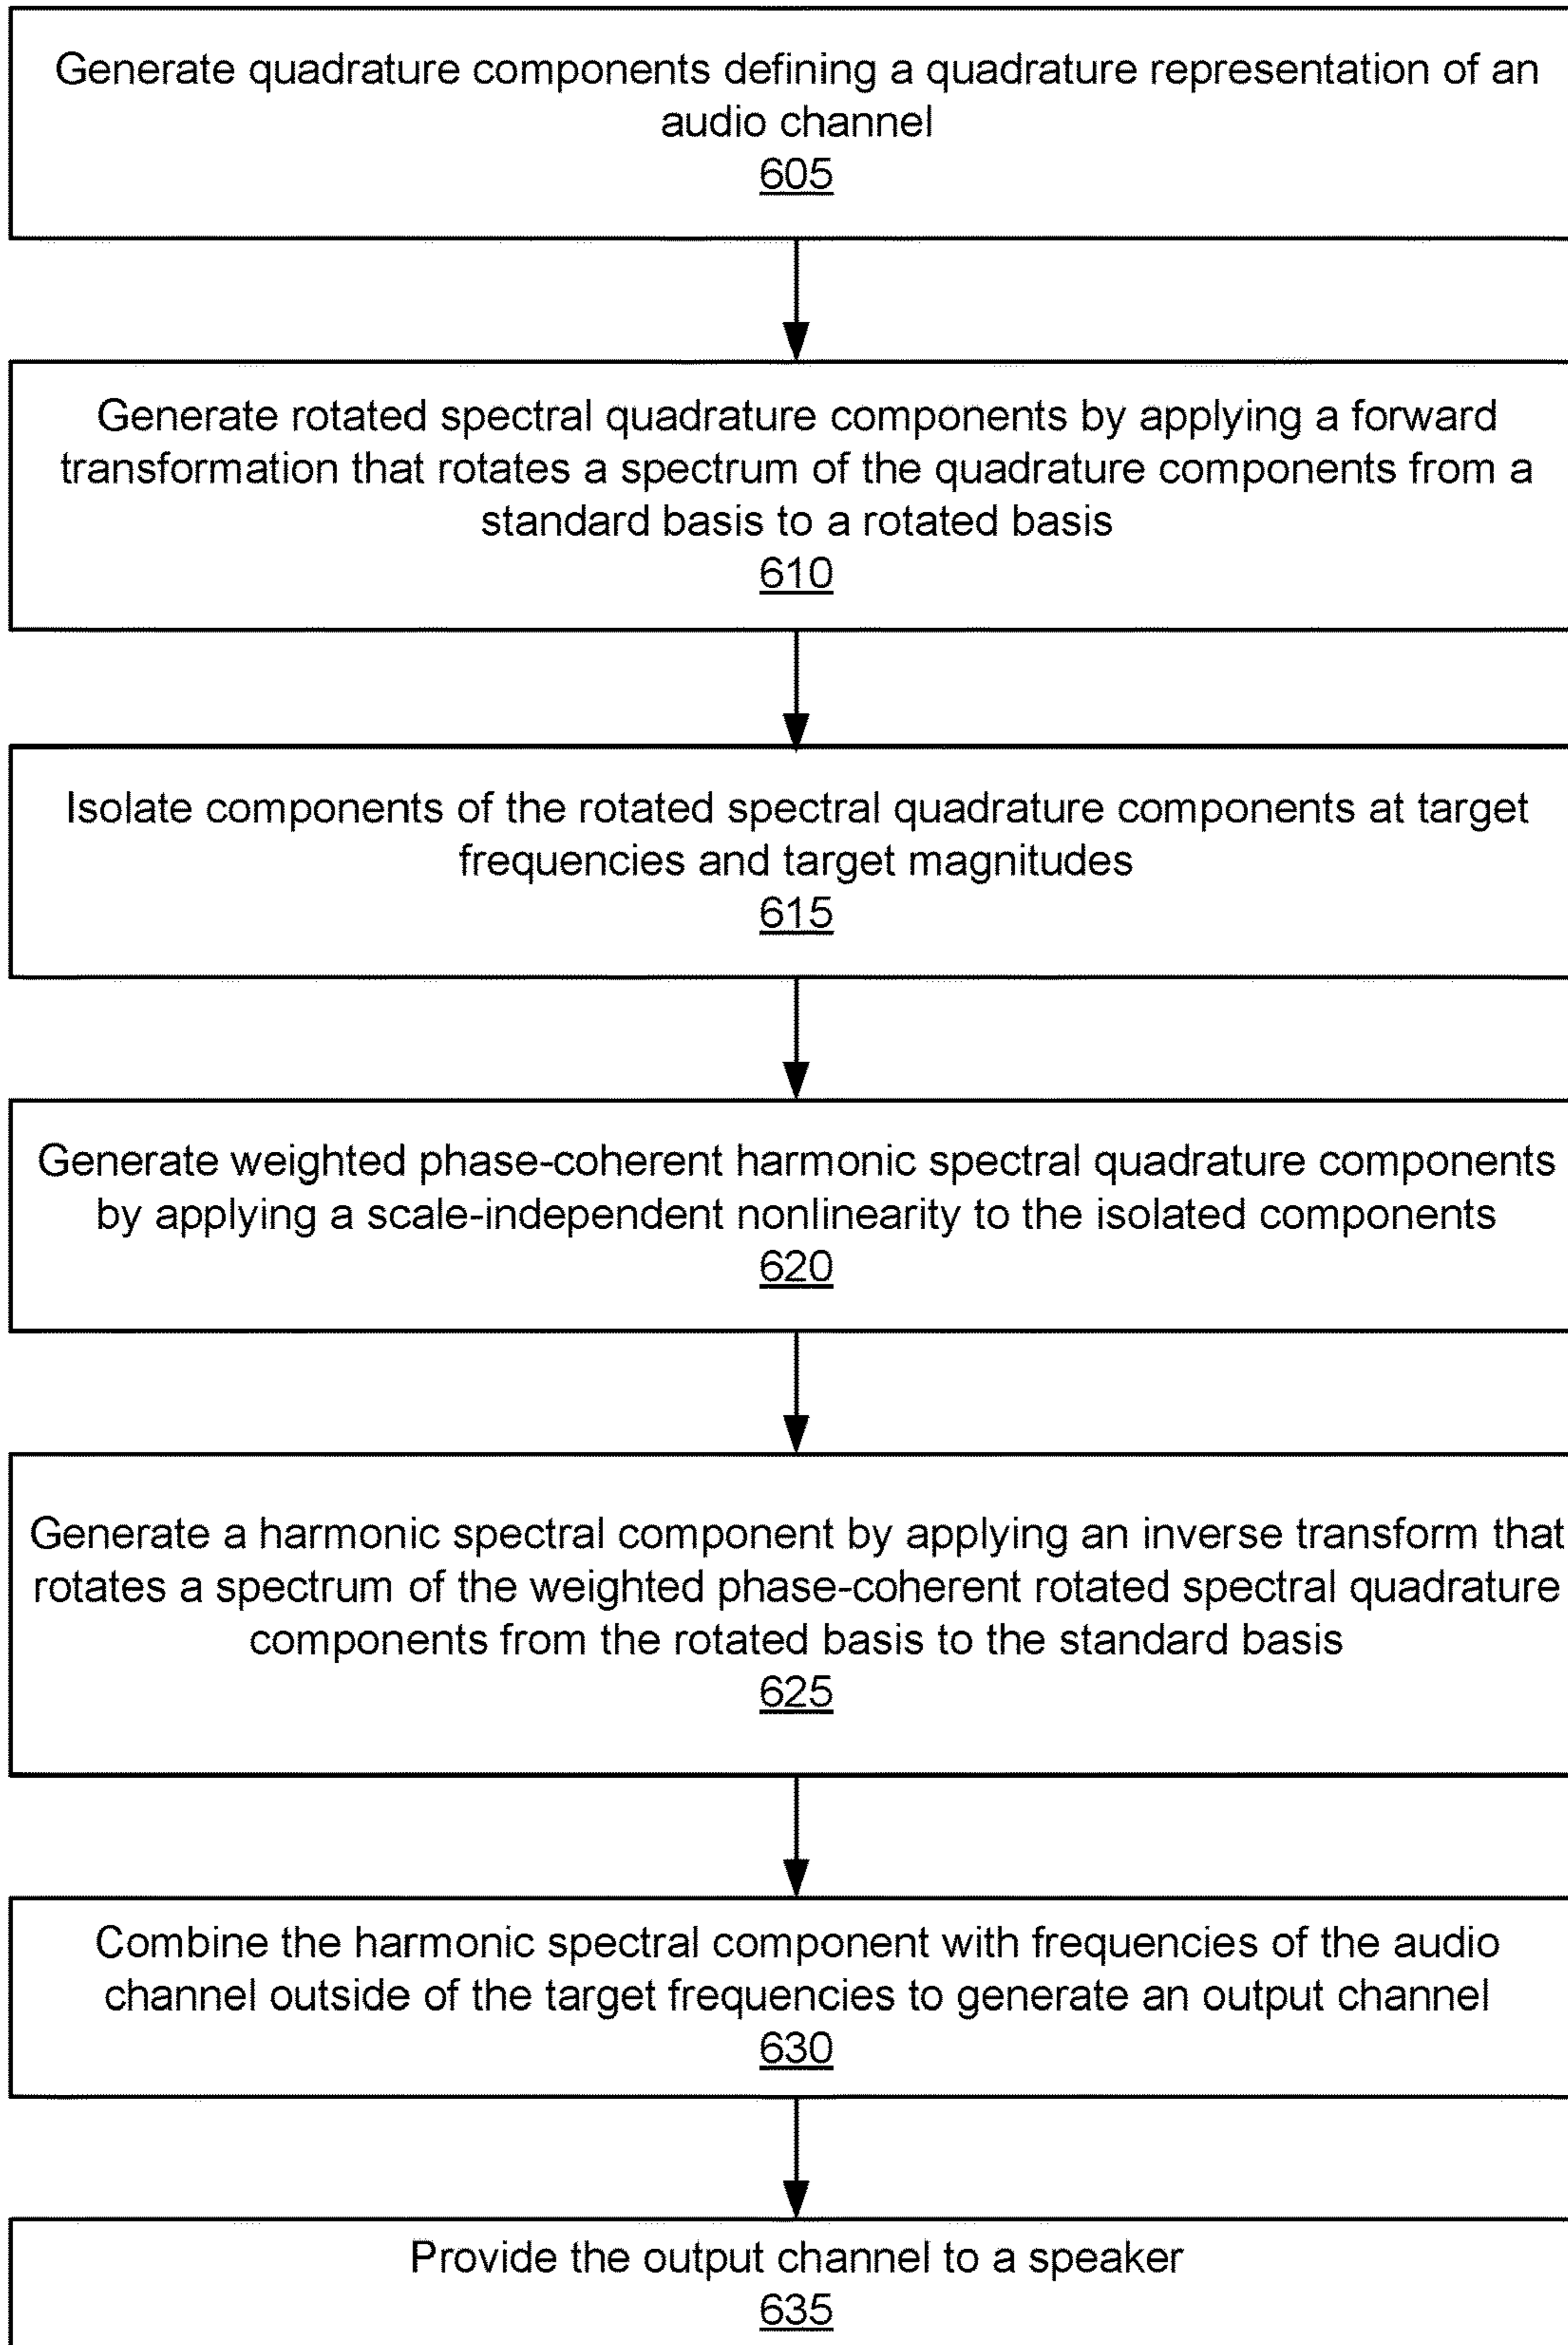 Generate quadrature components defining a quadrature representation of an
audio channel
605
Generate rotated spectral quadrature components by applying a forward
transformation that rotates a spectrum of the quadrature components from a
standard basis to a rotated basis
610
Isolate components of the rotated spectral quadrature components at target
frequencies and target magnitudes
615
Generate weighted phase-coherent harmonic spectral quadrature components
by applying a scale-independent nonlinearity to the isolated components
620
Generate a harmonic spectral component by applying an inverse transform that
rotates a spectrum of the weighted phase-coherent rotated spectral quadrature
components from the rotated basis to the standard basis
625
Combine the harmonic spectral component with frequencies of the audio
channel outside of the target frequencies to generate an output channel
630
Provide the output channel to a speaker
635